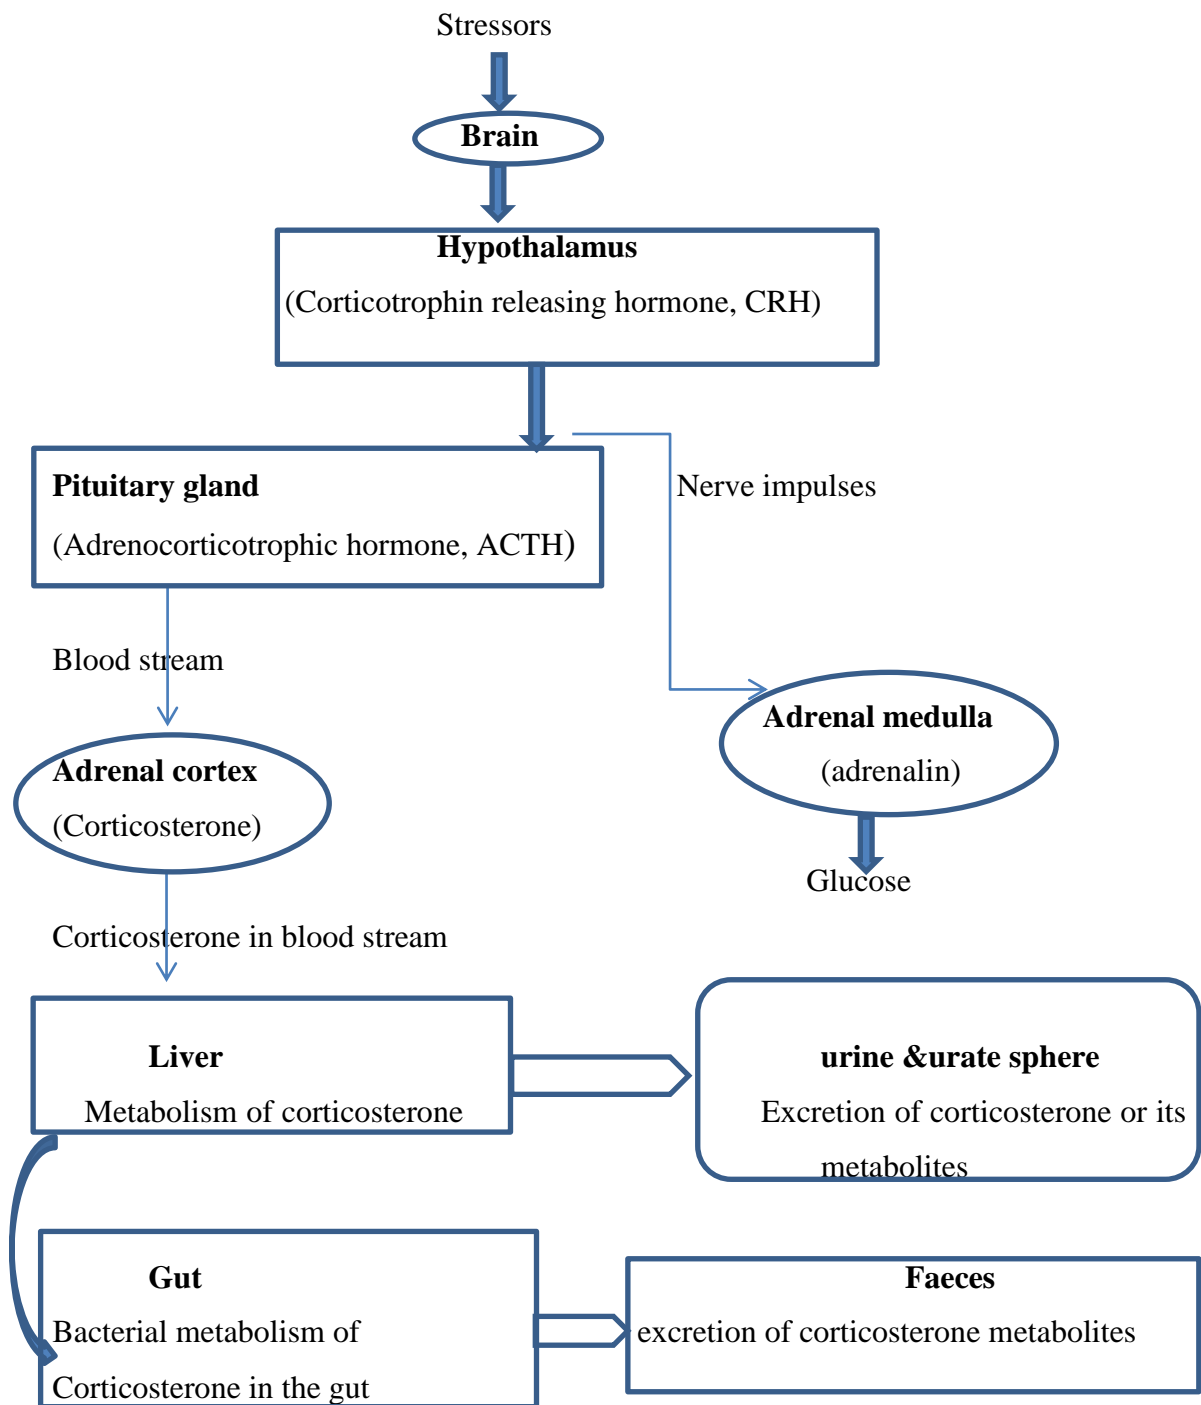 Stressors
Brain
Hypothalamus
(Corticotrophin releasing hormone, CRH)
Pituitary gland
(Adrenocorticotrophic hormone, ACTH)
Nerve impulses
Blood stream
Adrenal medulla
(adrenalin)
Adrenal cortex
(Corticosterone)
Glucose
Corticosterone in blood stream
Liver
Metabolism of corticosterone
urine &urate sphere
Excretion of corticosterone or its
metabolites
Gut
Bacterial metabolism of
Corticosterone in the gut
Faeces
excretion of corticosterone metabolites